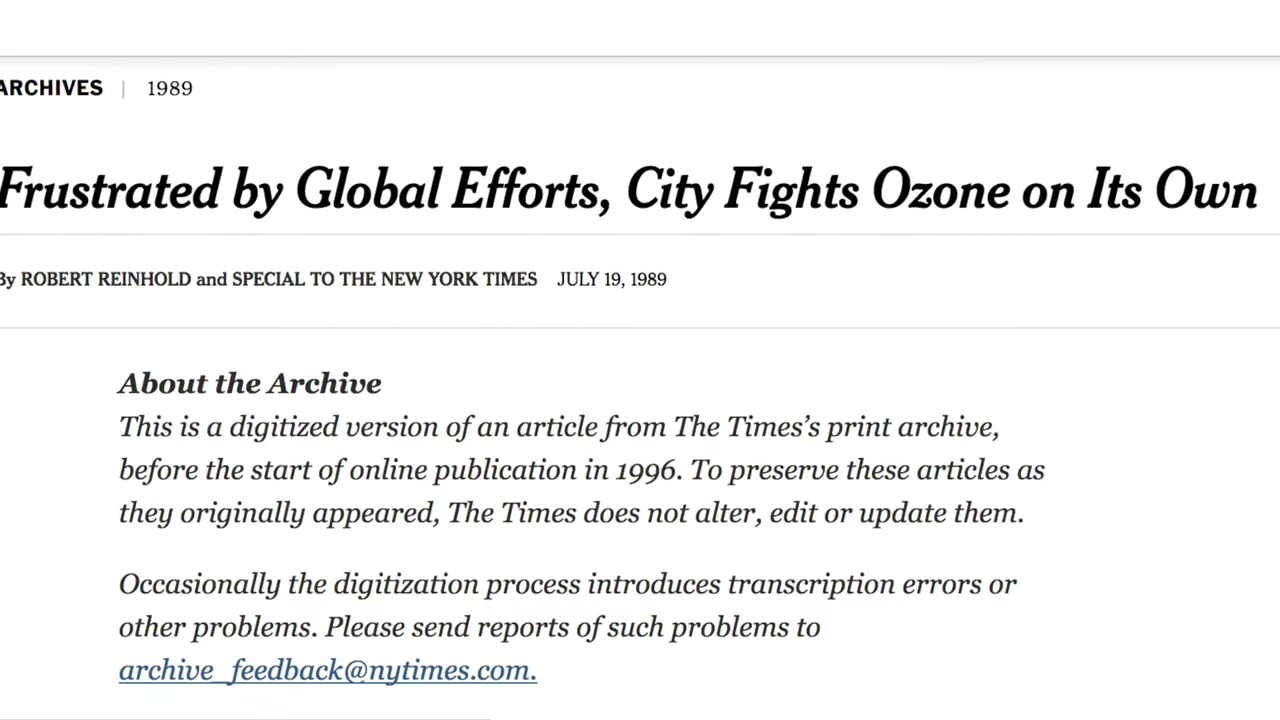 ARCHIVES | 1989
Frustrated by Global Efforts, City Fights Ozone on Its Own
By ROBERT REINHOLD and SPECIAL TO THE NEW YORK TIMES JULY 19, 1989
About the Archive
This is a digitized version of an article from The Times’s print archive,
before the start of online publication in 1996. To preserve these articles as
they originally appeared, The Times does not alter, edit or update them.
Occasionally the digitization process introduces transcription errors or
other problems. Please send reports of such problems to
archive_feedback@nytimes.com.